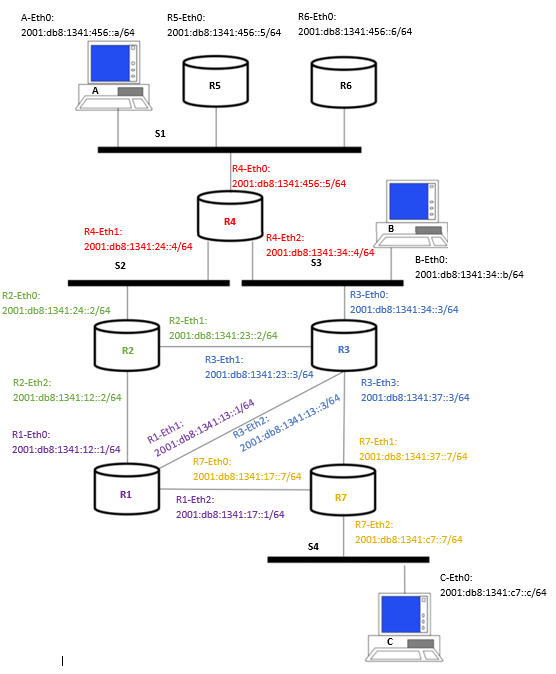 A-Eth0:
2001:db8:1341:456::a/64
R5-Eth0:
2001:db8:1341:456::5/64
R6-Eth0:
2001:db8:1341:456::6/64
A
R5
R6
S1
R4-Eth0:
2001:db8:1341:456::5/64
R4
B
R4-Eth1:
2001:db8:1341:24::4/64
R4-Eth2:
2001:db8:1341:34::4/64
B-Eth0:
2001:db8:1341:34::b/64
S2
S3
R2-Eth0:
2001:db8:1341:24::2/64
R3-Eth0:
2001:db8:1341:34::3/64
R2-Eth1:
2001:db8:1341:23::2/64
R2
R3
R3-Eth1:
2001:db8:1341:23::3/64
R2-Eth2:
2001:db8:1341:12::2/64
R3-Eth3:
2001:db8:1341:37::3/64
R1-Eth1:
2001:db8:1341:13::1/64
R3-Eth2:
2001:db8:1341:13::3/64
R1-Eth0:
2001:db8:1341:12::1/64
R7-Eth1:
2001:db8:1341:37::7/64
R7-Eth0:
2001:db8:1341:17::7/64
R1
R7
R1-Eth2:
2001:db8:1341:17::1/64
R7-Eth2:
2001:db8:1341:c7::7/64
S4
C-Eth0:
2001:db8:1341:c7::c/64
C